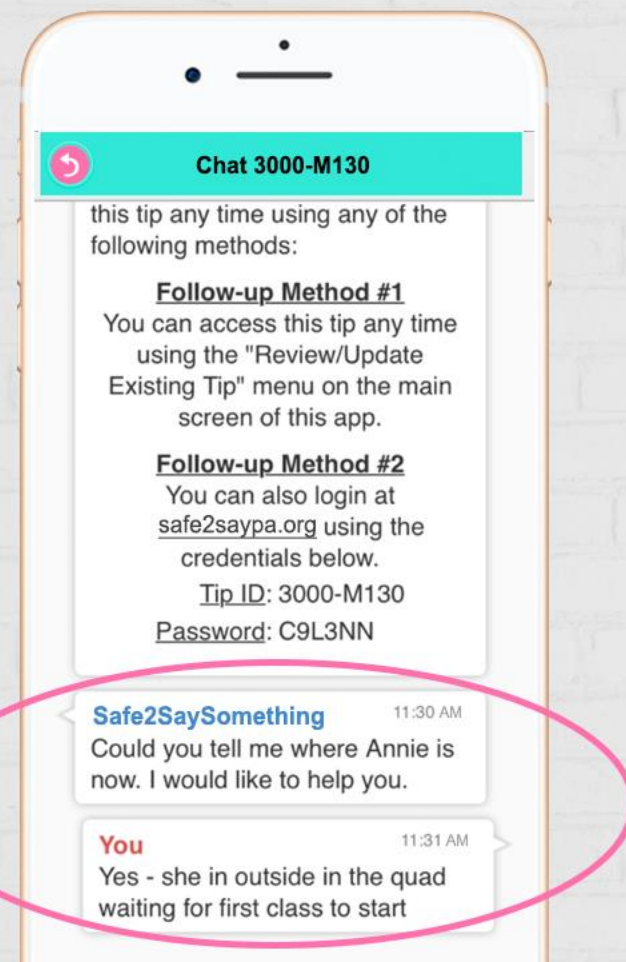 Chat 3000-M130
this tip any time using any of the
following methods:
Follow-up Method #1
You can access this tip any time
using the "Review/Update
Existing Tip" menu on the main
screen of this app.
Follow-up Method #2
You can also login at
safe2saypa.org using the
credentials below.
Tip ID: 3000-M130
Password: C9L3NN
Safe2SaySomething 11:30 AM
Could you tell me where Annie is
now. I would like to help you.
You 11:31 AM
Yes - she in outside in the quad
waiting for first class to start